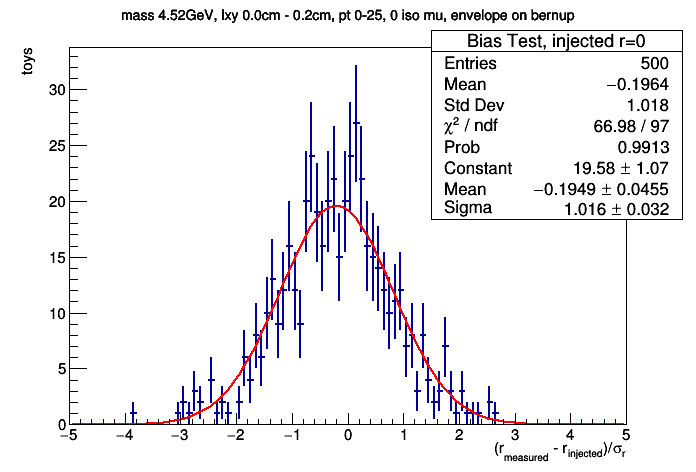 mass 4.52GeV, lxy 0.0cm - 0.2cm, pt 0-25, 0 iso mu, envelope on bernup
Bias Test, injected r=0
Entries 500
Mean −0.1964
Std Dev 1.018
χ² / ndf 66.98 / 97
Prob 0.9913
Constant 19.58 ± 1.07
Mean −0.1949 ± 0.0455
Sigma 1.016 ± 0.032
toys
30
25
20
15
10
5
0
−5 −4 −3 −2 −1 0 1 2 3 4 5
(r_measured - r_injected)/σ_r